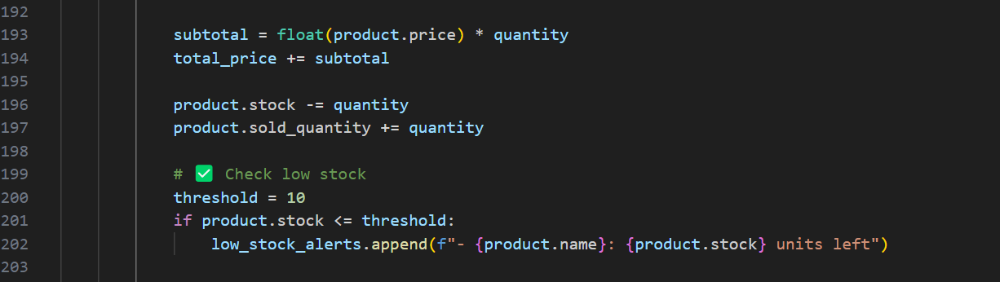 192
193 subtotal = float(product.price) * quantity
194 total_price += subtotal
195
196 product.stock -= quantity
197 product.sold_quantity += quantity
198
199 # ✅ Check low stock
200 threshold = 10
201 if product.stock <= threshold:
202 low_stock_alerts.append(f"- {product.name}: {product.stock} units left")
203